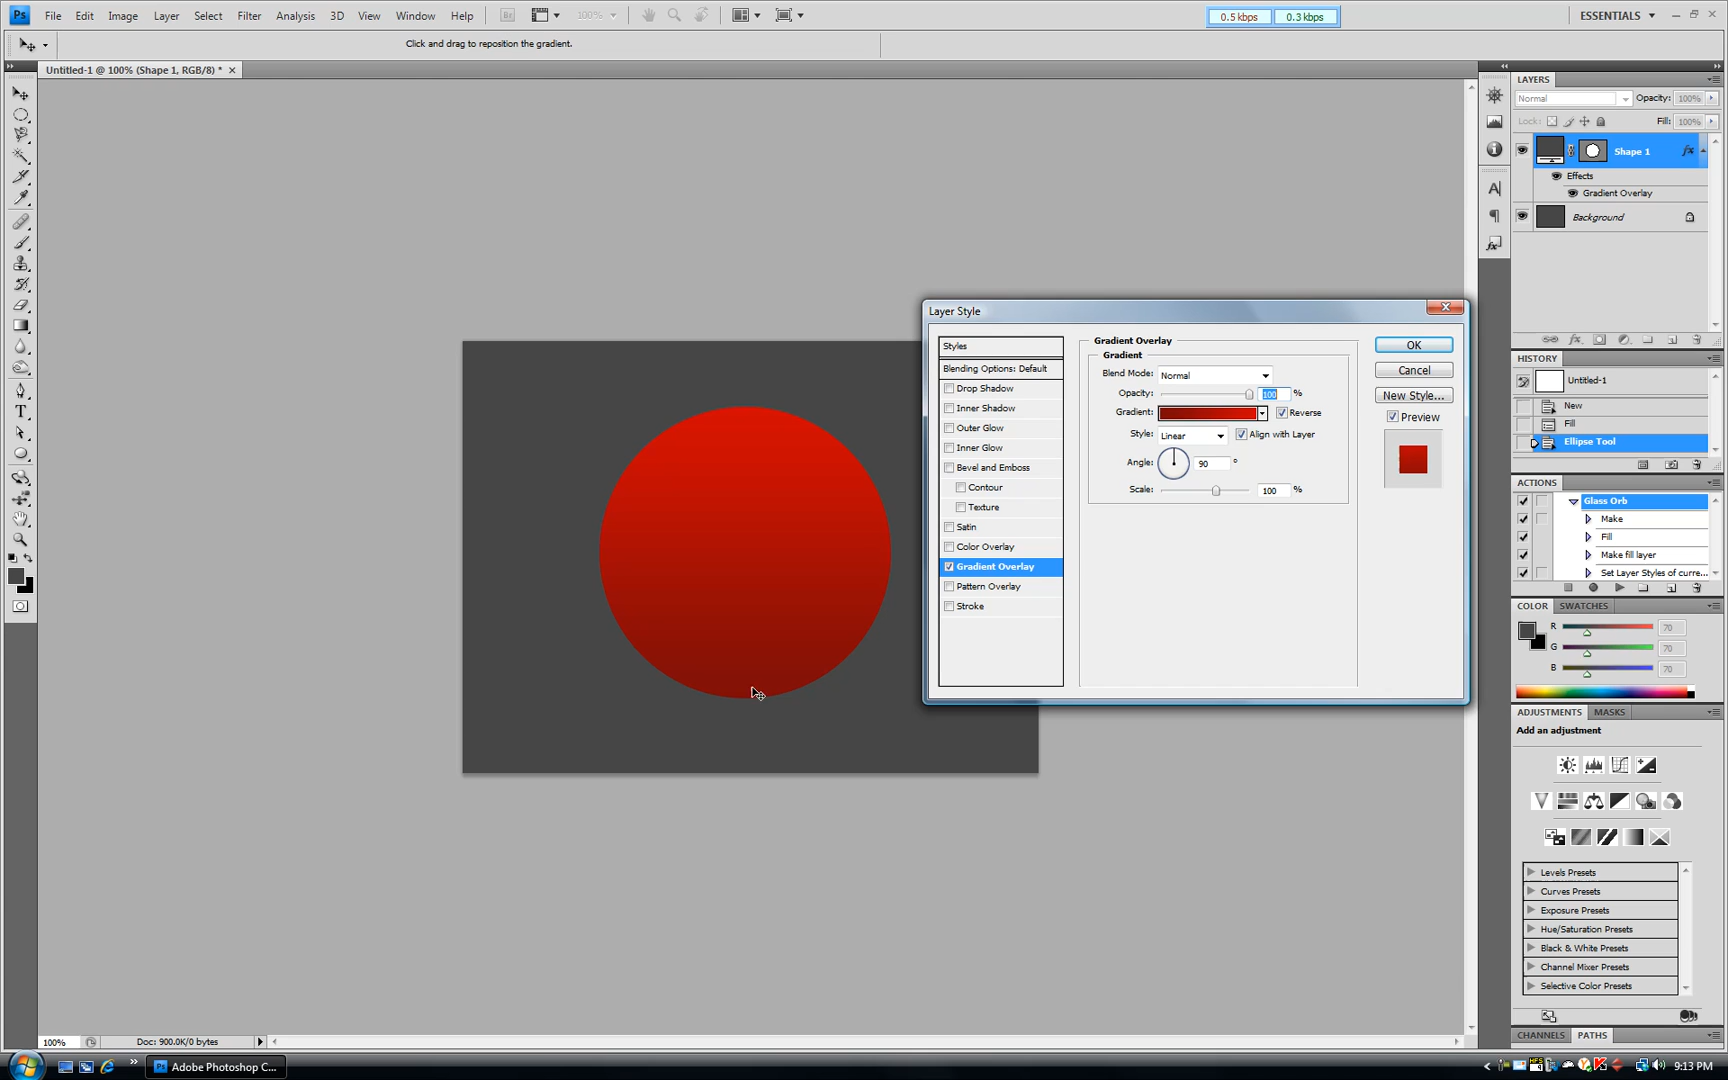 Ps File Edit Image Layer Select Filter Analysis 3D View Window Help Br 100% 0.5 kbps 0.3 kbps ESSENTIALS
Click and drag to reposition the gradient.
Untitled-1 @ 100% (Shape 1, RGB/8) *
LAYERS
Normal Opacity: 100%
Lock: Fill: 100%
Shape 1 fx
Effects
Gradient Overlay
Background
Layer Style
Styles
Blending Options: Default
Drop Shadow
Inner Shadow
Outer Glow
Inner Glow
Bevel and Emboss
Contour
Texture
Satin
Color Overlay
Gradient Overlay
Pattern Overlay
Stroke
Gradient Overlay
Gradient
Blend Mode: Normal
Opacity: 100 %
Gradient: Reverse
Style: Linear Align with Layer
Angle: 90 °
Scale: 100 %
OK
Cancel
New Style...
Preview
HISTORY
Untitled-1
New
Fill
Ellipse Tool
ACTIONS
Glass Orb
Make
Fill
Make fill layer
Set Layer Styles of curre...
COLOR SWATCHES
R 70
G 70
B 70
ADJUSTMENTS MASKS
Add an adjustment
Levels Presets
Curves Presets
Exposure Presets
Hue/Saturation Presets
Black & White Presets
Channel Mixer Presets
Selective Color Presets
CHANNELS PATHS
100% Doc: 900.0K/0 bytes
Ps Adobe Photoshop C... 9:13 PM